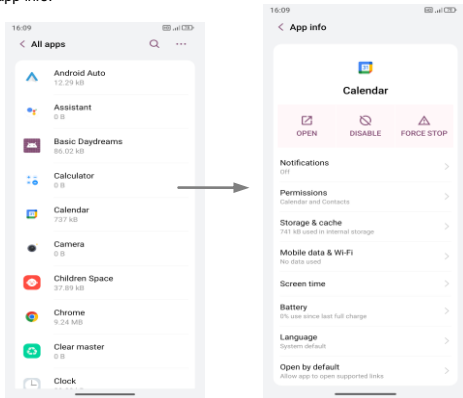 app info.
16:09
< All apps
Android Auto
12.29 kB
Assistant
0 B
Basic Daydreams
86.02 kB
Calculator
0 B
Calendar
737 kB
Camera
0 B
Children Space
37.89 kB
Chrome
9.24 MB
Clear master
0 B
Clock
16:09
< App info
Calendar
OPEN
DISABLE
FORCE STOP
Notifications
Off
Permissions
Calendar and Contacts
Storage & cache
741 kB used in internal storage
Mobile data & Wi-Fi
No data used
Screen time
Battery
0% use since last full charge
Language
System default
Open by default
Allow app to open supported links